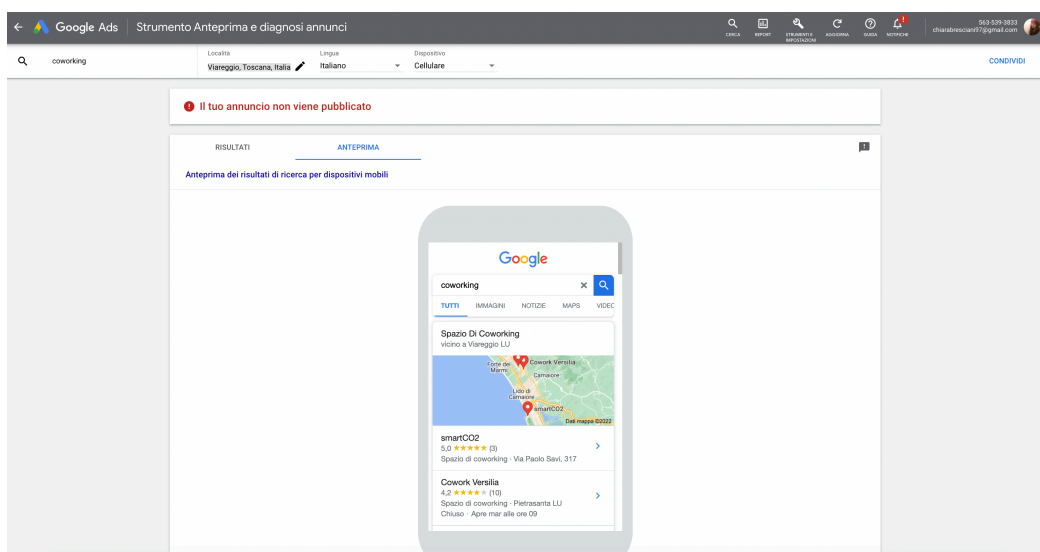 Google Ads
Strumento Anteprima e diagnosi annunci
CERCA
REPORT
STRUMENTI E
IMPOSTAZIONI
AGGIORNA
GUIDA
NOTIFICHE
563-539-3833
chiarabresciani97@gmail.com
coworking
Località
Viareggio, Toscana, Italia
Lingua
Italiano
Dispositivo
Cellulare
CONDIVIDI
Il tuo annuncio non viene pubblicato
RISULTATI
ANTEPRIMA
Anteprima dei risultati di ricerca per dispositivi mobili
Google
coworking
TUTTI IMMAGINI NOTIZIE MAPS VIDEO
Spazio Di Coworking
vicino a Viareggio LU
Forte dei
Marmi
Cowork Versilia
Camaiore
Lido di
Camaiore
smartCO2
Dati mappa ©2022
smartCO2
5,0 ★★★★★ (3)
Spazio di coworking · Via Paolo Savi, 317
Cowork Versilia
4,2 ★★★★★ (10)
Spazio di coworking · Pietrasanta LU
Chiuso · Apre mar alle ore 09